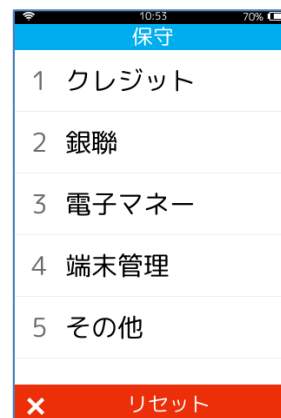 10:53 70%
保守
1 クレジット
2 銀聯
3 電子マネー
4 端末管理
5 その他
× リセット